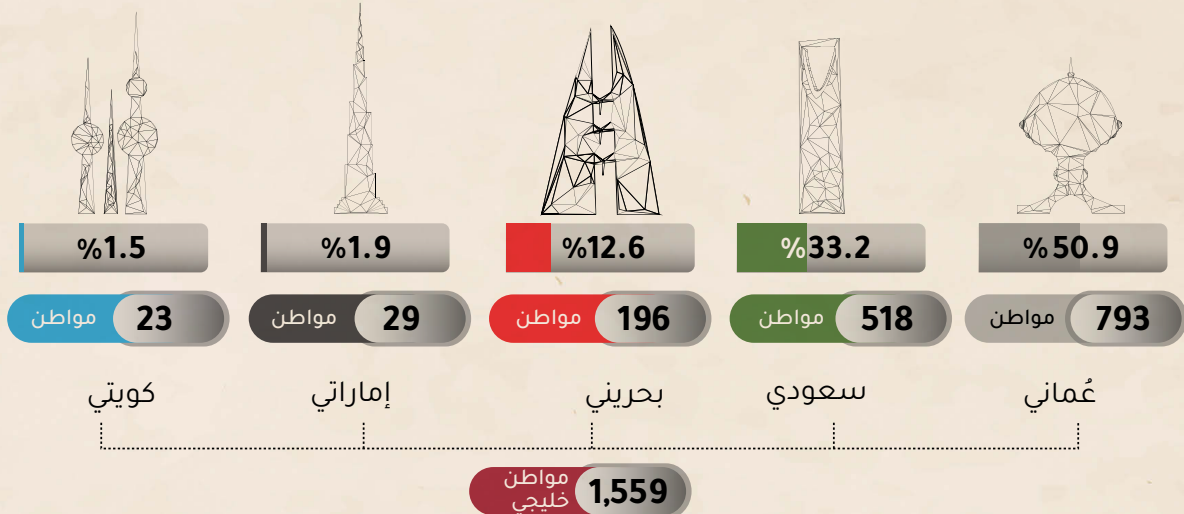 %50.9 %33.2 %12.6 %1.9 %1.5
793 مواطن 518 مواطن 196 مواطن 29 مواطن 23 مواطن
عُماني سعودي بحريني إماراتي كويتي
1,559 مواطن
خليجي